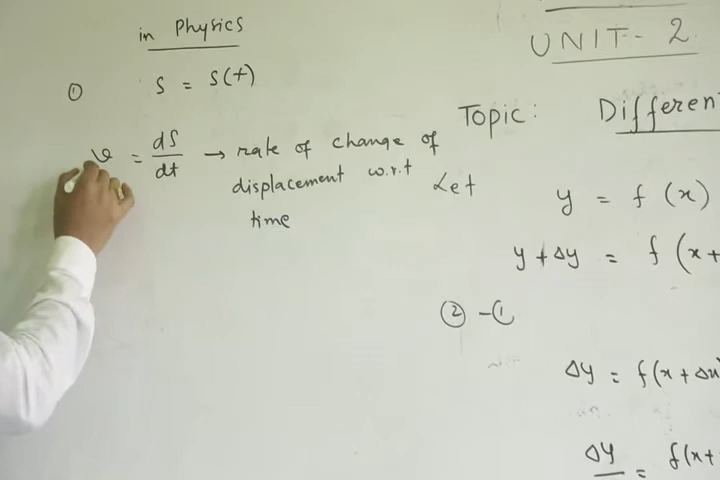 in Physics
① s = s(t)
v = ds/dt → rate of change of
displacement w.r.t
time
UNIT-2
Topic: Different
Let
y = f (x)
y + Δy = f (x+
② - ①
Δy = f(x + Δx
Δy = f(x+